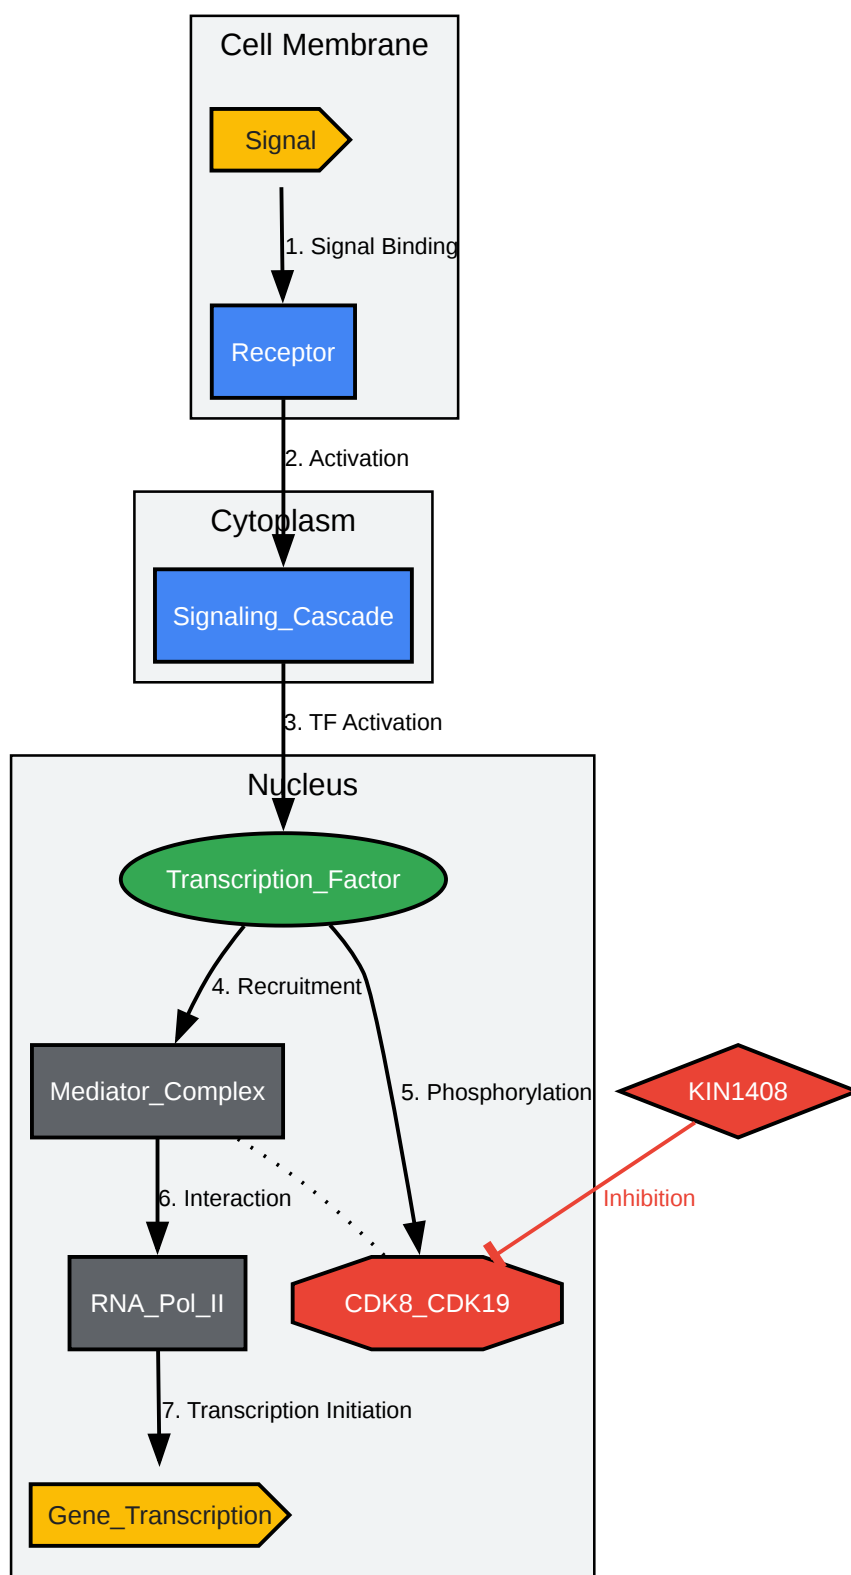 Cell Membrane
Signal
1. Signal Binding
Receptor
2. Activation
Cytoplasm
Signaling_Cascade
3. TF Activation
Nucleus
Transcription_Factor
4. Recruitment
Mediator_Complex
5. Phosphorylation
KIN1408
6. Interaction
Inhibition
RNA_Pol_II
CDK8_CDK19
7. Transcription Initiation
Gene_Transcription